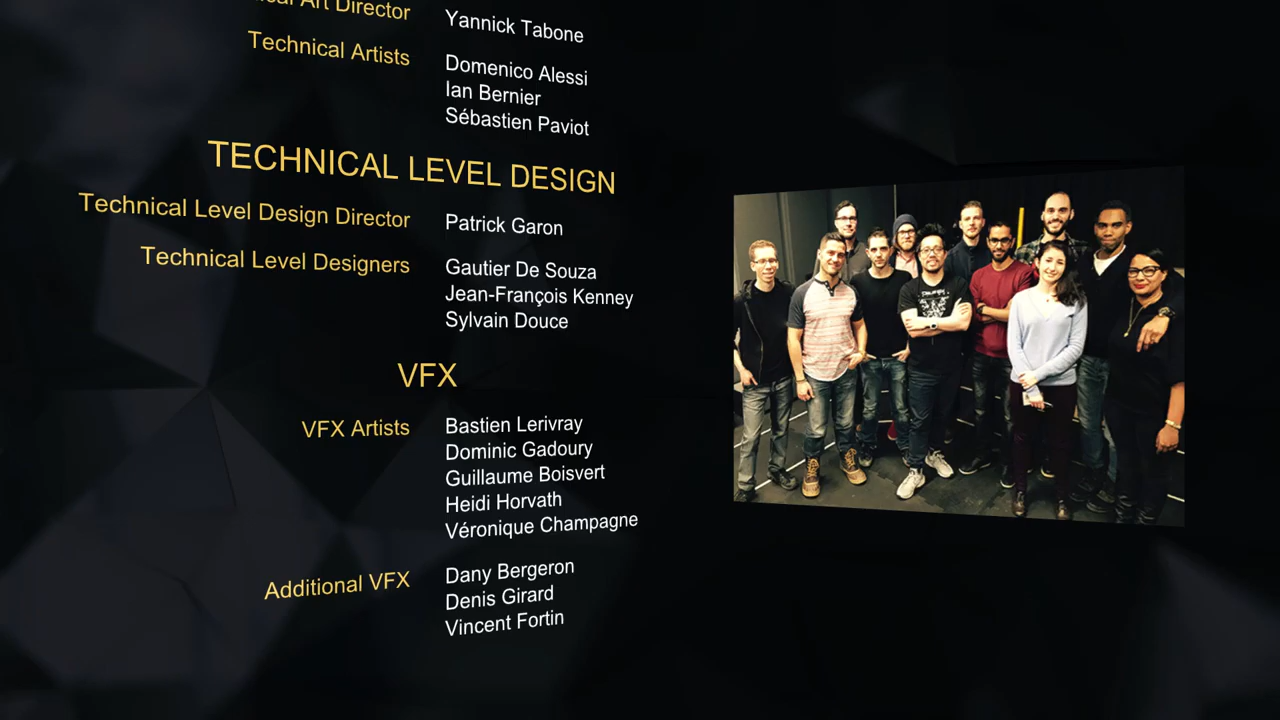 Art Director
Yannick Tabone
Technical Artists
Domenico Alessi
Ian Bernier
Sébastien Paviot
TECHNICAL LEVEL DESIGN
Technical Level Design Director
Patrick Garon
Technical Level Designers
Gautier De Souza
Jean-François Kenney
Sylvain Douce
VFX
VFX Artists
Bastien Lerivray
Dominic Gadoury
Guillaume Boisvert
Heidi Horvath
Véronique Champagne
Additional VFX
Dany Bergeron
Denis Girard
Vincent Fortin